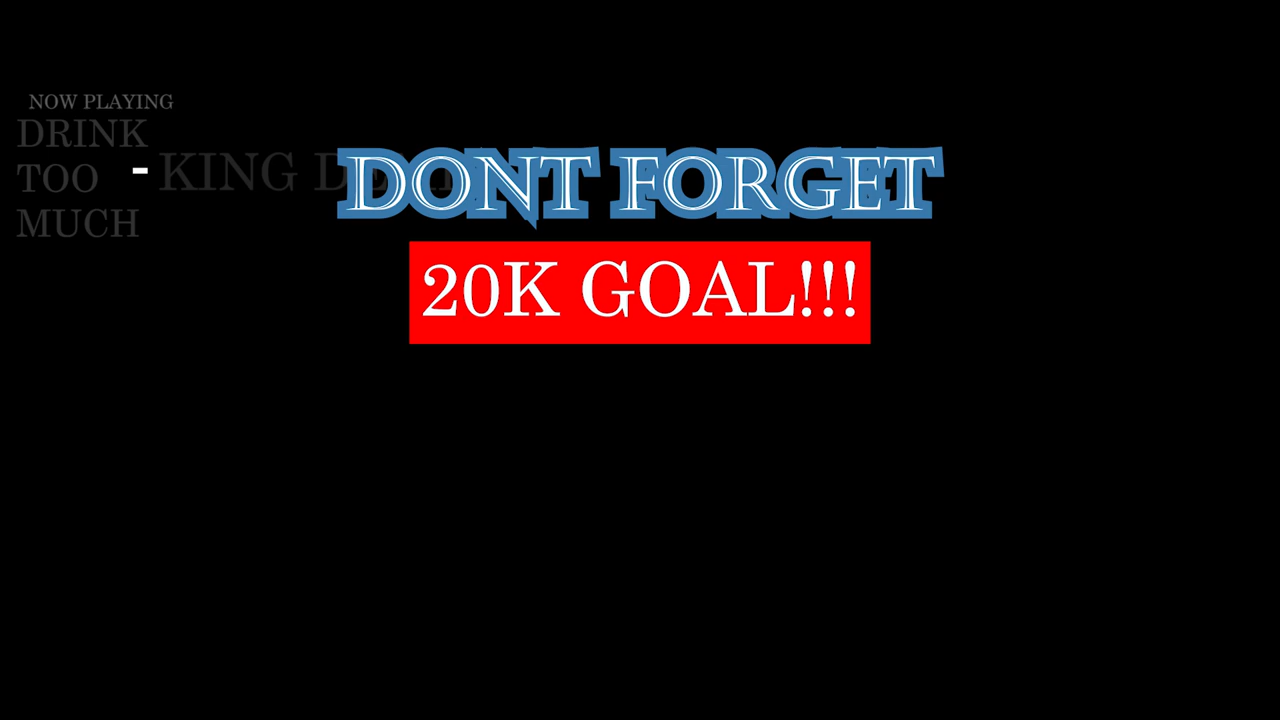 NOW PLAYING
DRINK
TOO
MUCH
- KING
DONT FORGET
20K GOAL!!!